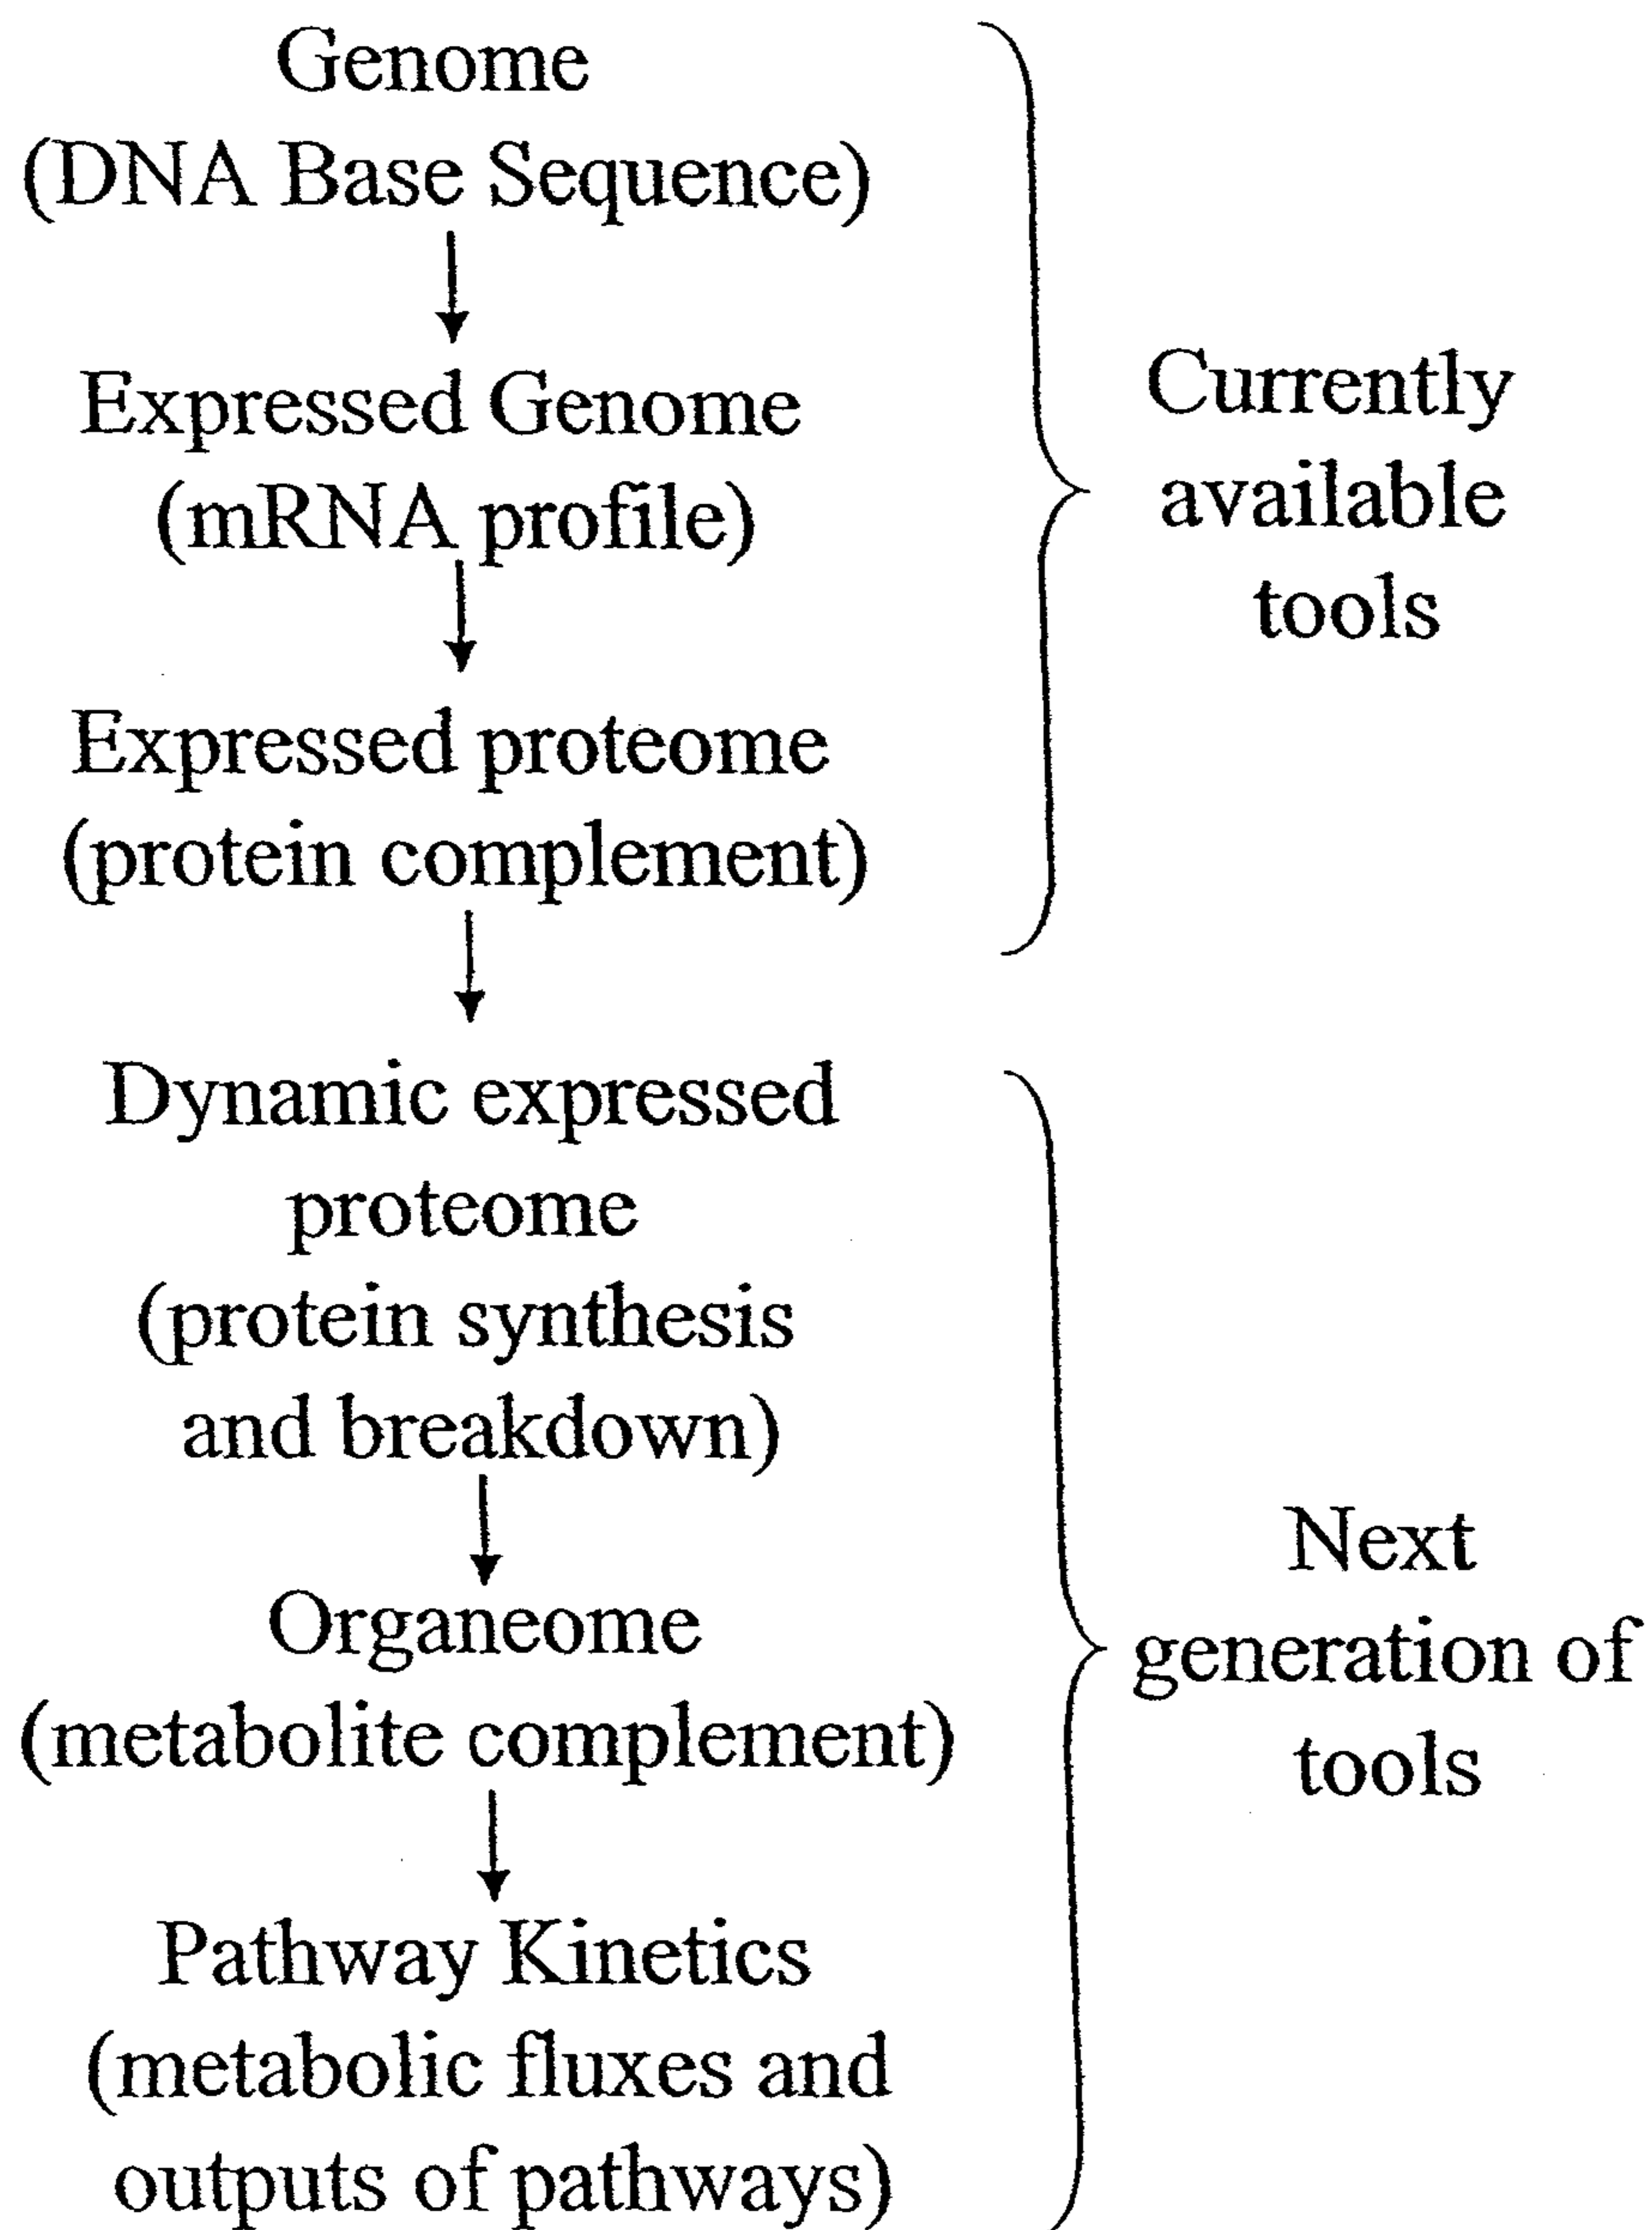 Genome
(DNA Base Sequence)
Expressed Genome
(mRNA profile)
Expressed proteome
(protein complement)
Currently
available
tools
Dynamic expressed
proteome
(protein synthesis
and breakdown)
Organeome
(metabolite complement)
Pathway Kinetics
(metabolic fluxes and
outputs of pathways)
Next
generation of
tools